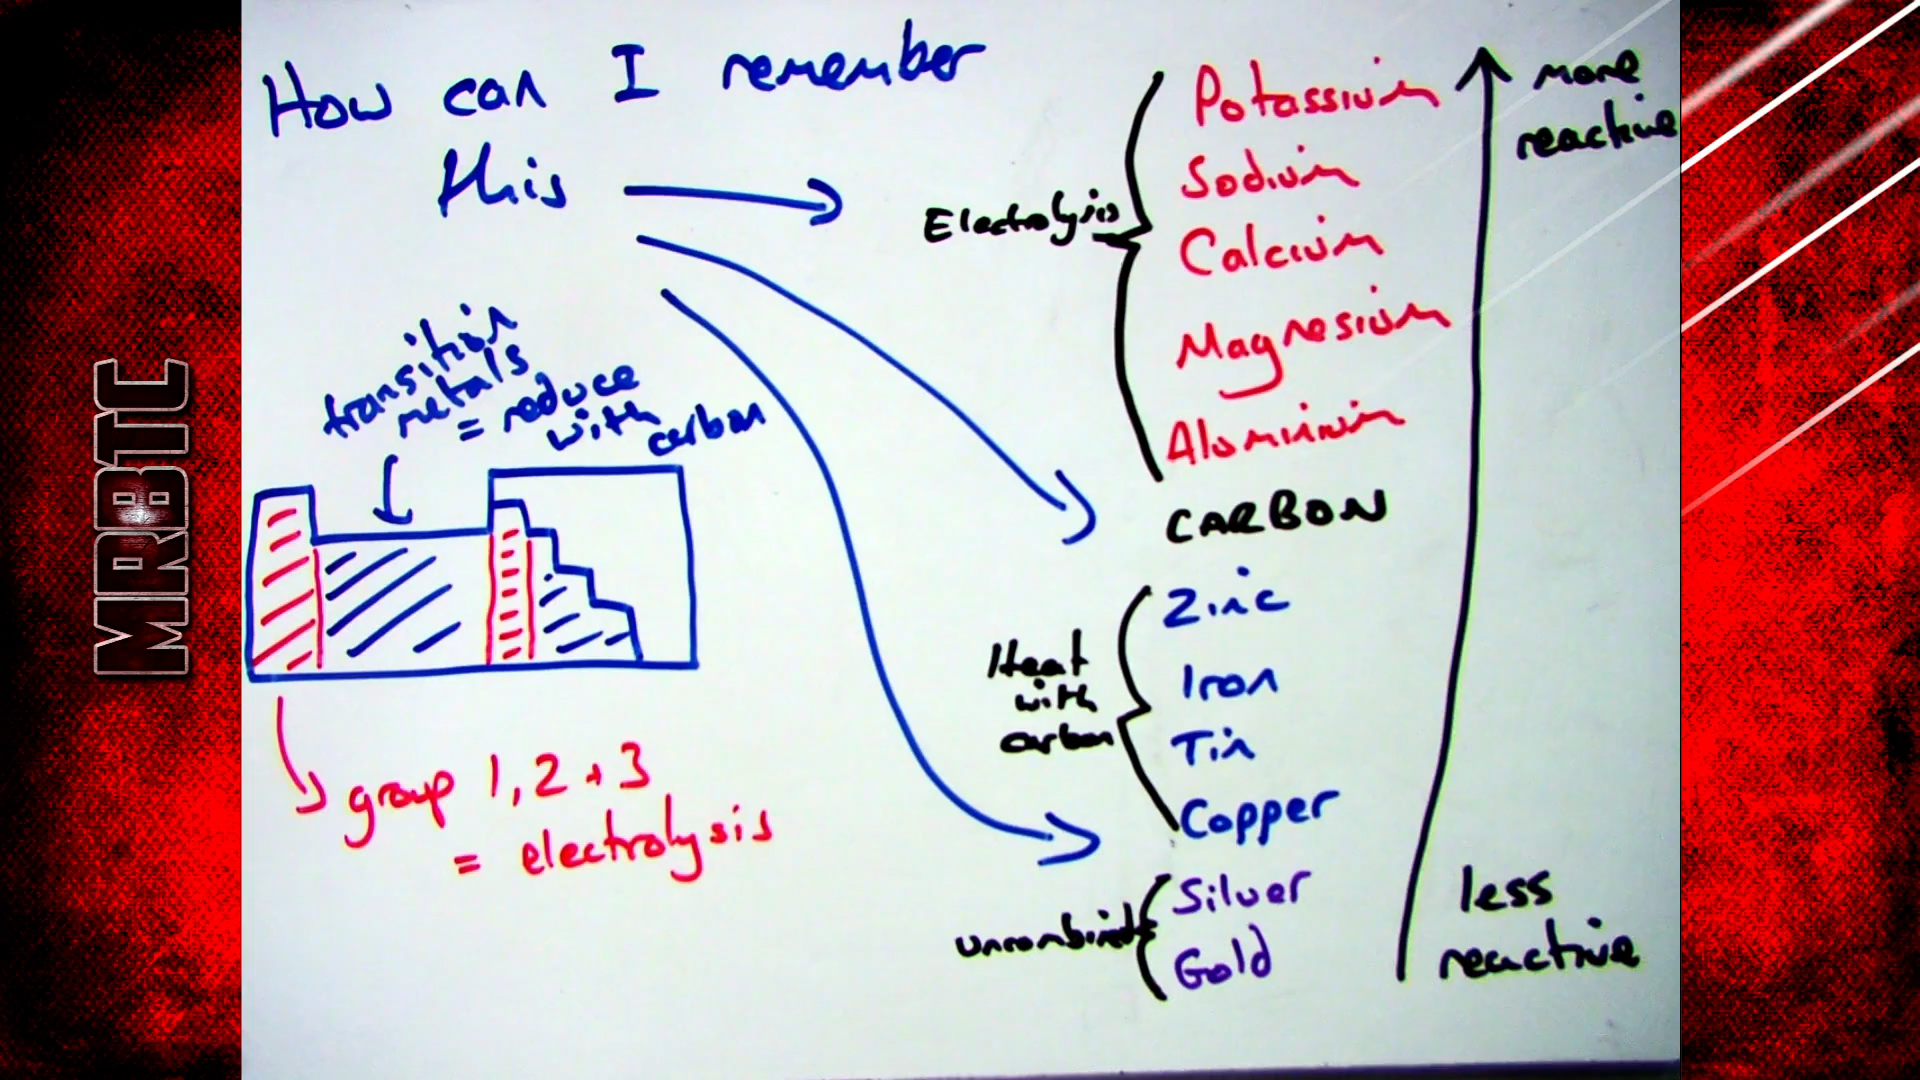 How can I remember
this
transition
metals
= reduce
with carbon
group 1, 2 + 3
= electrolysis
Electrolysis
Potassium
Sodium
Calcium
Magnesium
Aluminium
CARBON
Heat
with
carbon
Zinc
Iron
Tin
Copper
uncombined
Silver
Gold
more
reactive
less
reactive
MRBTC